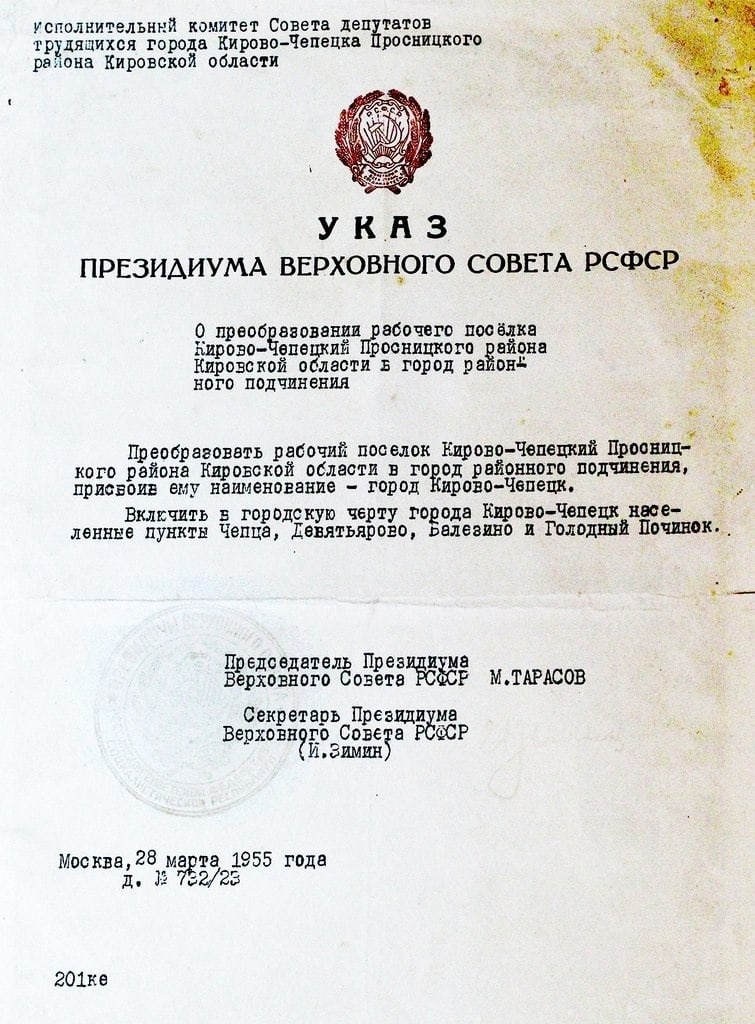 Исполнительный комитет Совета депутатов
трудящихся города Кирово-Чепецка Просницкого
района Кировской области
РСФСР
УКАЗ
ПРЕЗИДИУМА ВЕРХОВНОГО СОВЕТА РСФСР
О преобразовании рабочего посёлка
Кирово-Чепецкий Просницкого района
Кировской области в город район-
ного подчинения
Преобразовать рабочий поселок Кирово-Чепецкий Просниц-
кого района Кировской области в город районного подчинения,
присвоив ему наименование - город Кирово-Чепецк.
Включить в городскую черту города Кирово-Чепецк насе-
ленные пункты Чепца, Девятьярово, Балезино и Голодный Починок.
Председатель Президиума
Верховного Совета РСФСР М.ТАРАСОВ
Секретарь Президиума
Верховного Совета РСФСР
(И.Зимин)
Москва, 28 марта 1955 года
д. № 732/23
201ке